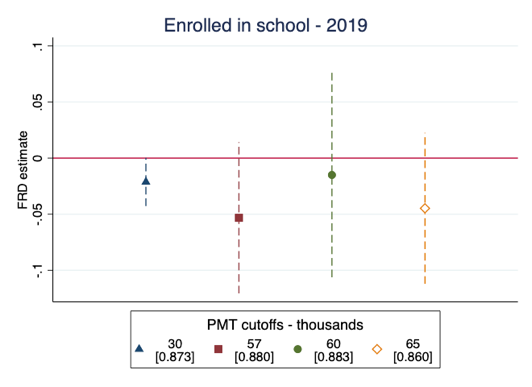 Enrolled in school - 2019
FRD estimate
.1
.05
0
-.05
-.1
PMT cutoffs - thousands
30 57 60 65
[0.873] [0.880] [0.883] [0.860]